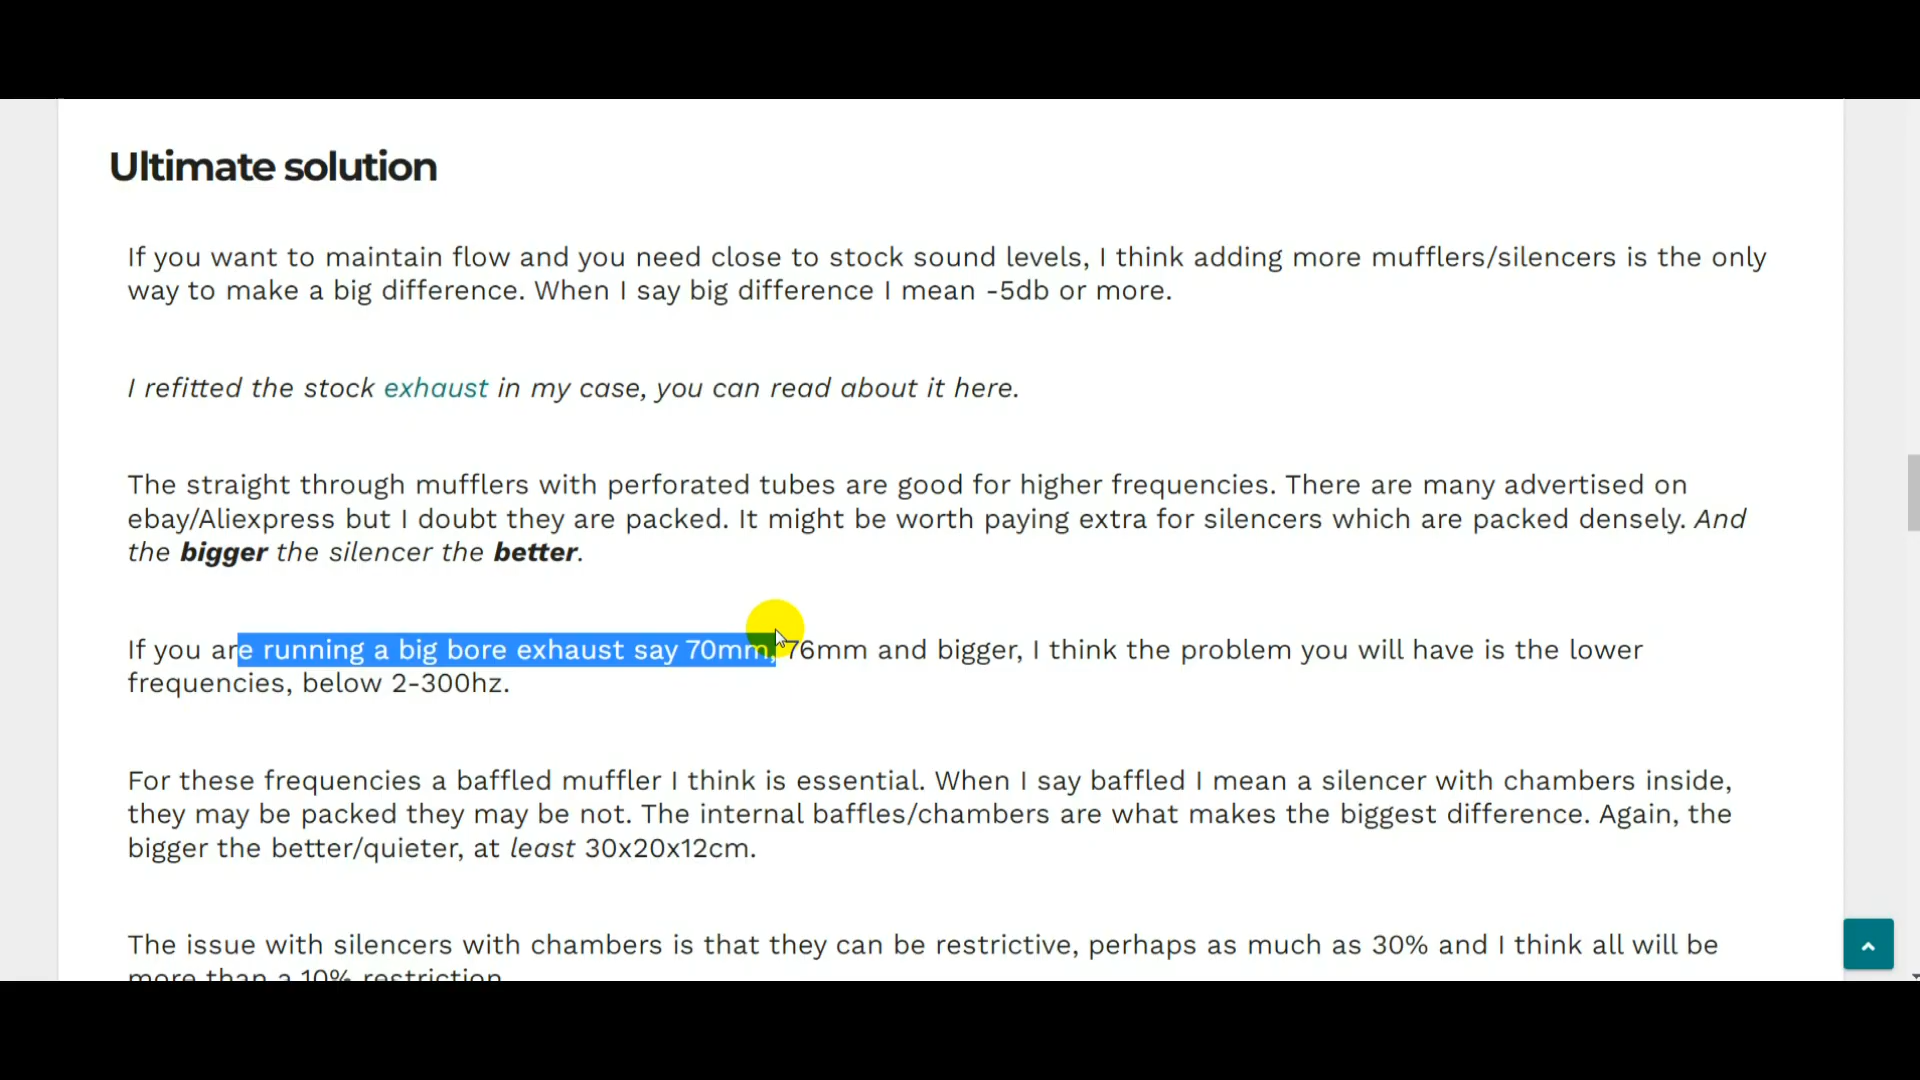 Ultimate solution
If you want to maintain flow and you need close to stock sound levels, I think adding more mufflers/silencers is the only
way to make a big difference. When I say big difference I mean -5db or more.
I refitted the stock exhaust in my case, you can read about it here.
The straight through mufflers with perforated tubes are good for higher frequencies. There are many advertised on
ebay/Aliexpress but I doubt they are packed. It might be worth paying extra for silencers which are packed densely. And
the bigger the silencer the better.
If you are running a big bore exhaust say 70mm, 76mm and bigger, I think the problem you will have is the lower
frequencies, below 2-300hz.
For these frequencies a baffled muffler I think is essential. When I say baffled I mean a silencer with chambers inside,
they may be packed they may be not. The internal baffles/chambers are what makes the biggest difference. Again, the
bigger the better/quieter, at least 30x20x12cm.
The issue with silencers with chambers is that they can be restrictive, perhaps as much as 30% and I think all will be
more than a 10% restriction